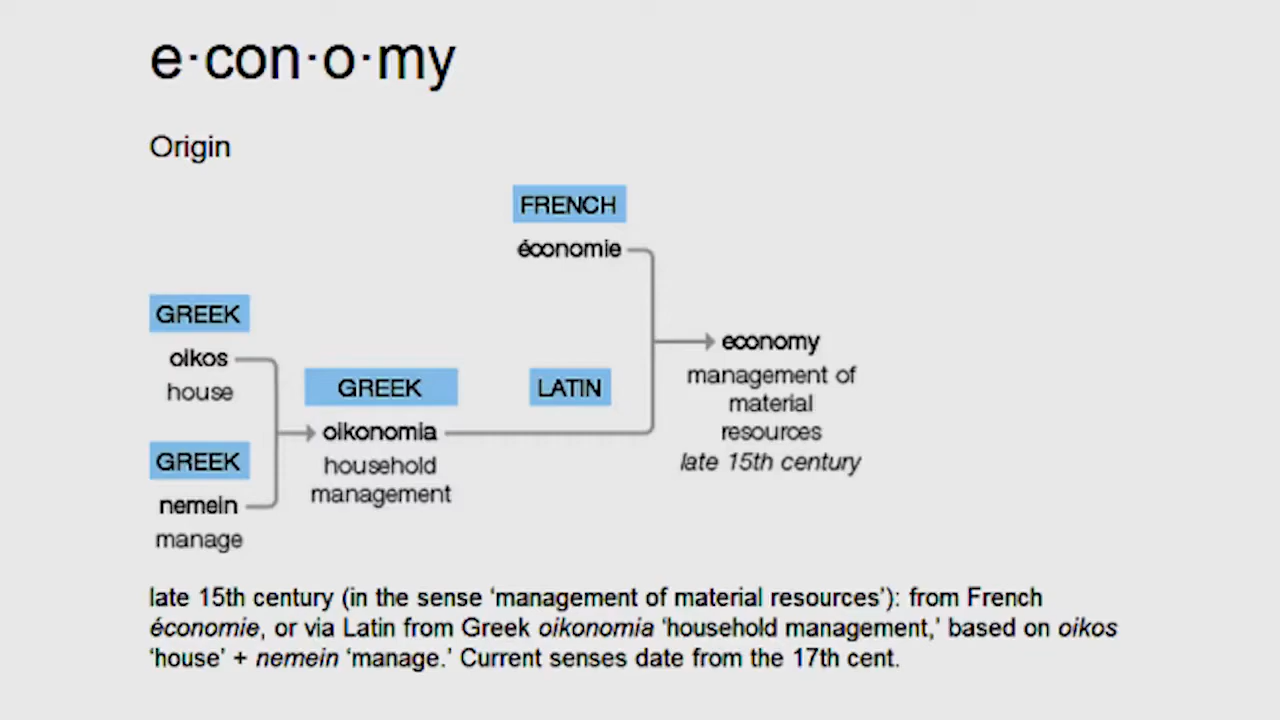 e·con·o·my
Origin
FRENCH
économie
GREEK
oikos
house
GREEK
nemein
manage
GREEK
oikonomia
household
management
LATIN
economy
management of
material
resources
late 15th century
late 15th century (in the sense ‘management of material resources’): from French
économie, or via Latin from Greek oikonomia ‘household management,’ based on oikos
‘house’ + nemein ‘manage.’ Current senses date from the 17th cent.